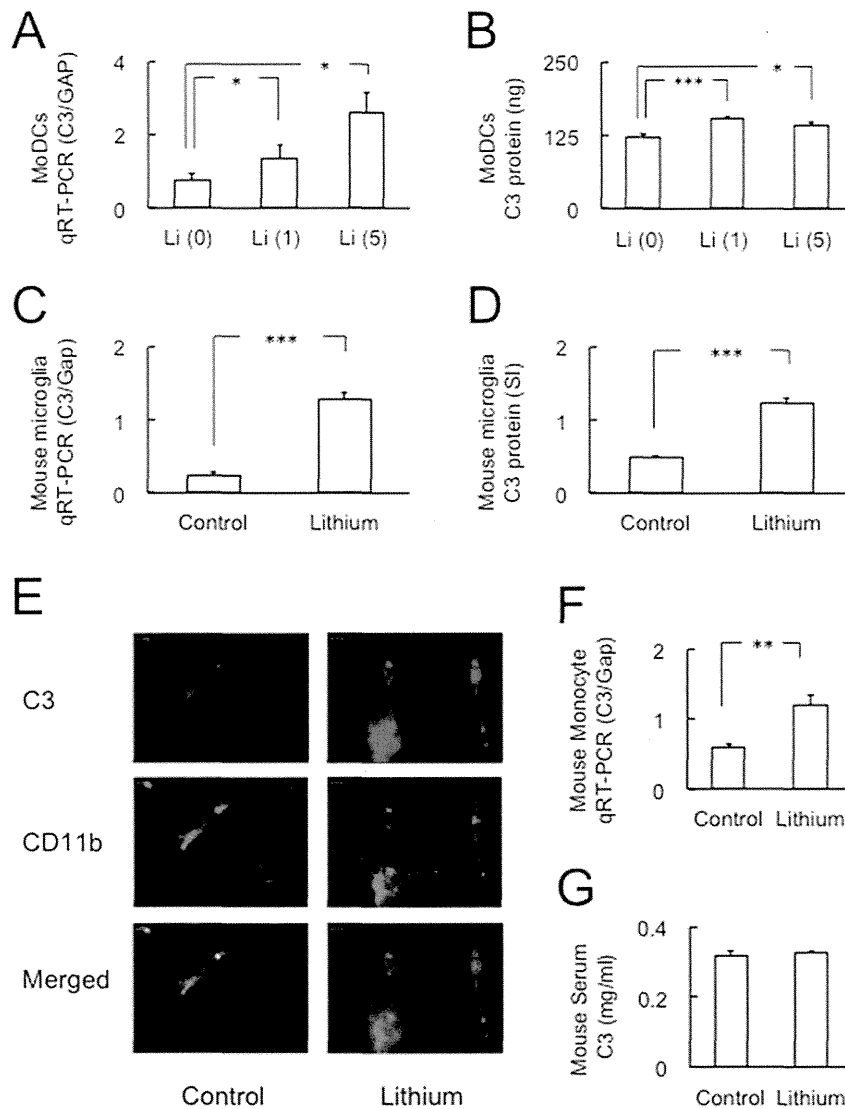 A
MoDCs
qRT-PCR (C3/GAP)
4
2
0
*
*
Li (0) Li (1) Li (5)
B
MoDCs
C3 protein (ng)
250
125
0
***
*
Li (0) Li (1) Li (5)
C
Mouse microglia
qRT-PCR (C3/Gap)
2
1
0
***
Control Lithium
D
Mouse microglia
C3 protein (SI)
2
1
0
***
Control Lithium
E
C3
CD11b
Merged
Control Lithium
F
Mouse Monocyte
qRT-PCR (C3/Gap)
2
1
0
**
Control Lithium
G
Mouse Serum
C3 (mg/ml)
0.4
0.2
0
Control Lithium